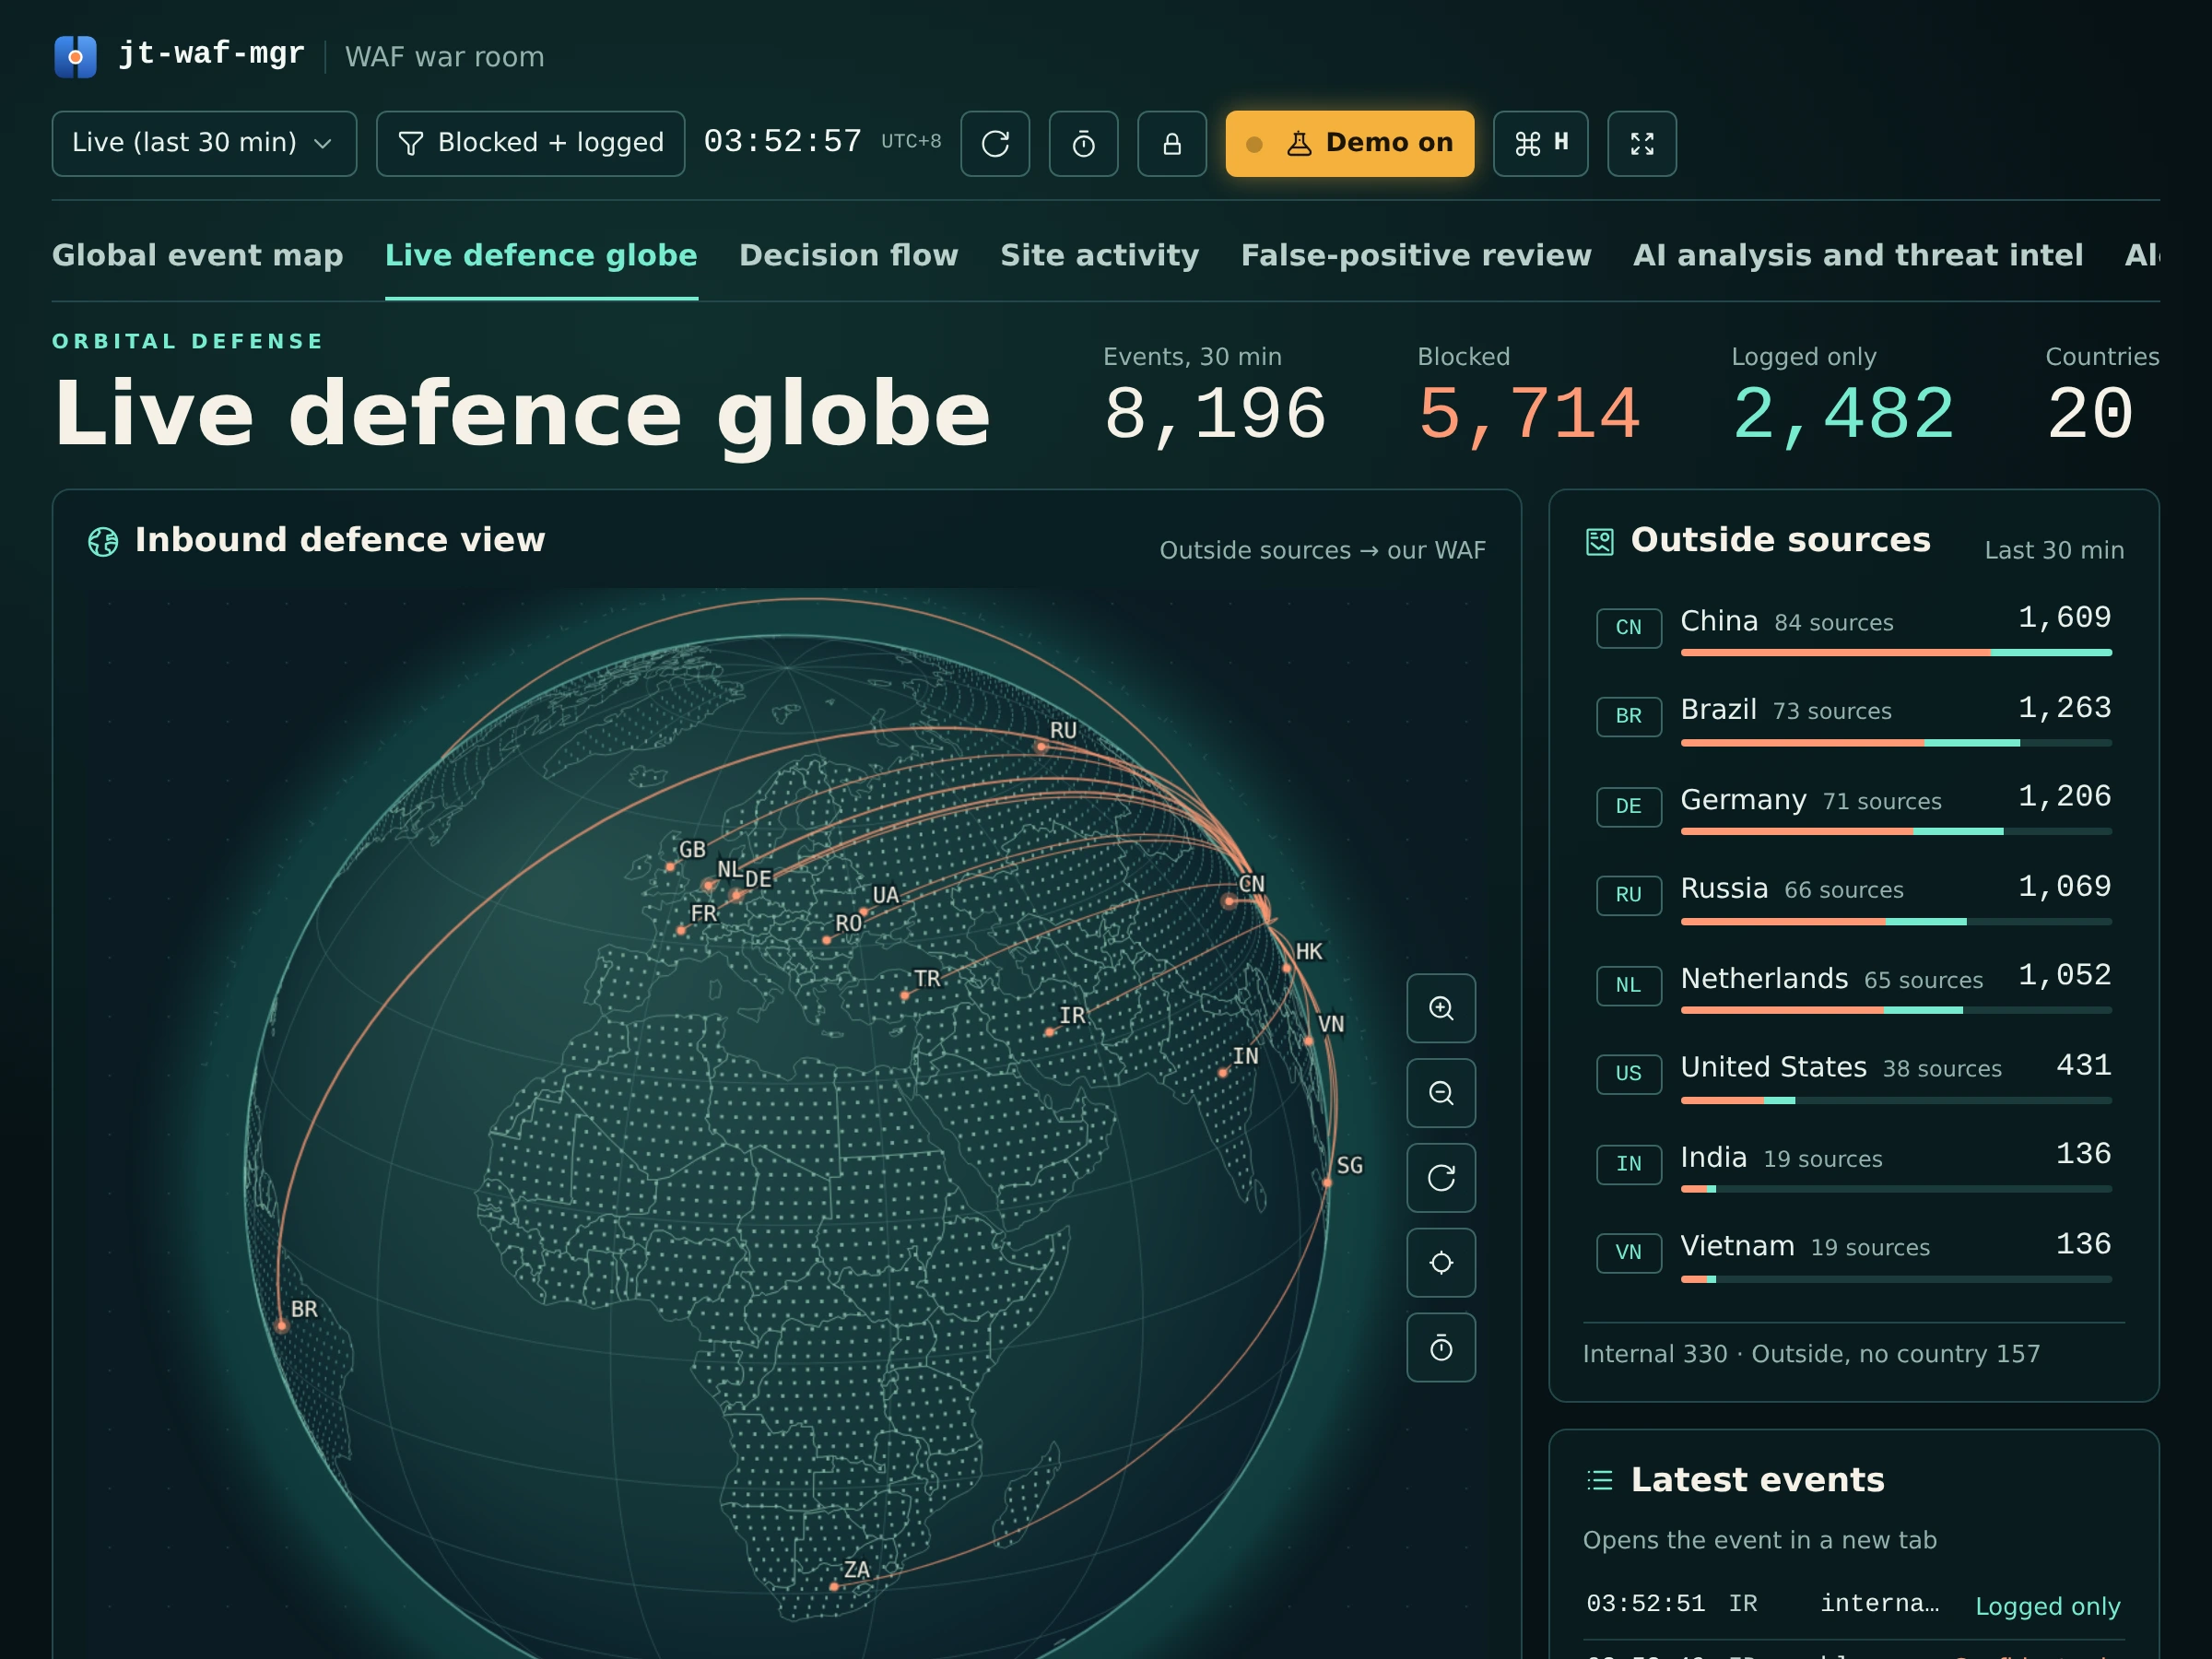 jt-waf-mgr WAF war room
Live (last 30 min) Blocked + logged 03:52:57 UTC+8 Demo on ⌘ H
Global event map Live defence globe Decision flow Site activity False-positive review AI analysis and threat intel
ORBITAL DEFENSE
Live defence globe
Events, 30 min
8,196
Blocked
5,714
Logged only
2,482
Countries
20
Inbound defence view
Outside sources → our WAF
RU
GB
NL
DE
FR
UA
RO
CN
HK
TR
IR
VN
IN
SG
BR
ZA
Outside sources Last 30 min
CN China 84 sources 1,609
BR Brazil 73 sources 1,263
DE Germany 71 sources 1,206
RU Russia 66 sources 1,069
NL Netherlands 65 sources 1,052
US United States 38 sources 431
IN India 19 sources 136
VN Vietnam 19 sources 136
Internal 330 · Outside, no country 157
Latest events
Opens the event in a new tab
03:52:51 IR interna… Logged only